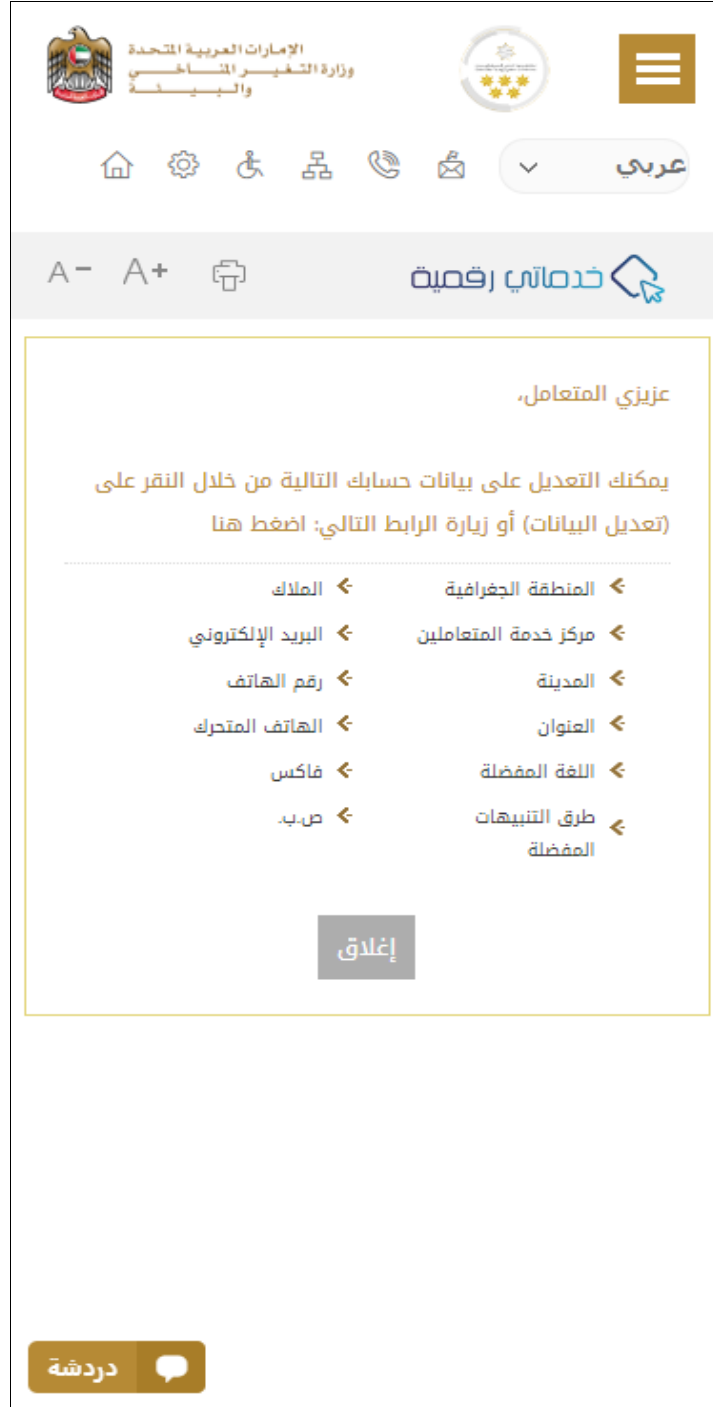 الإمارات العربية المتحدة
وزارة التغير المناخي
والبيئة
عربي
خدماتي رقمية
A+
A-
عزيزي المتعامل،
يمكنك التعديل على بيانات حسابك التالية من خلال النقر على
(تعديل البيانات) أو زيارة الرابط التالي: اضغط هنا
المنطقة الجغرافية
الملاك
مركز خدمة المتعاملين
البريد الإلكتروني
المدينة
رقم الهاتف
العنوان
الهاتف المتحرك
اللغة المفضلة
فاكس
طرق التنبيهات
المفضلة
ص.ب.
إغلاق
دردشة